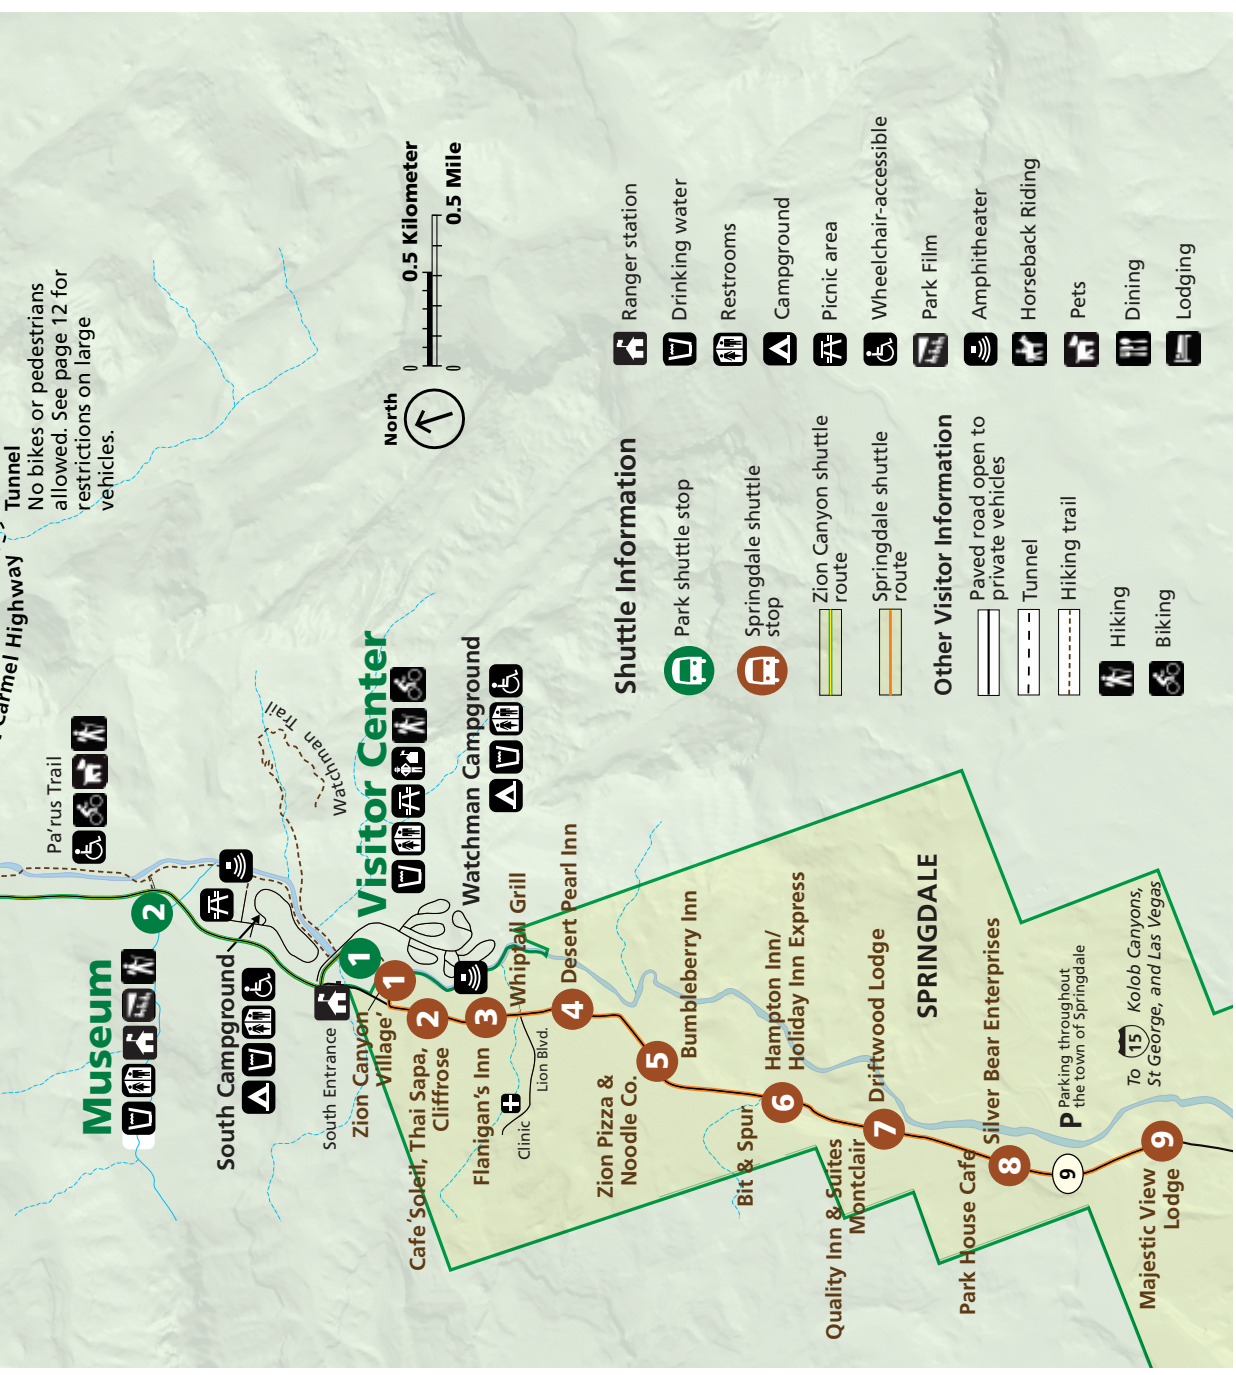 Carmel Highway
Tunnel
No bikes or pedestrians
allowed. See page 12 for
restrictions on large
vehicles.
Pa'rus Trail
Museum
2
South Campground
Watchman Trail
South Entrance
Visitor Center
1
Watchman Campground
Zion Canyon
Village
1
Cafe Soleil, Thai Sapa,
Cliffrose
2
Flanigan's Inn
3
Whiptail Grill
Lion Blvd.
Clinic
Desert Pearl Inn
4
Zion Pizza &
Noodle Co.
5
Bumbleberry Inn
Bit & Spur
6
Hampton Inn/
Holiday Inn Express
Quality Inn & Suites
Montclair
7
Driftwood Lodge
SPRINGDALE
Park House Cafe
8
Silver Bear Enterprises
9
P Parking throughout
the town of Springdale
To 15 Kolob Canyons,
St George, and Las Vegas
Majestic View
Lodge
9
North
0
0.5 Kilometer
0
0.5 Mile
Shuttle Information
Park shuttle stop
Springdale shuttle
stop
Zion Canyon shuttle
route
Springdale shuttle
route
Other Visitor Information
Paved road open to
private vehicles
Tunnel
Hiking trail
Hiking
Biking
Ranger station
Drinking water
Restrooms
Campground
Picnic area
Wheelchair-accessible
Park Film
Amphitheater
Horseback Riding
Pets
Dining
Lodging